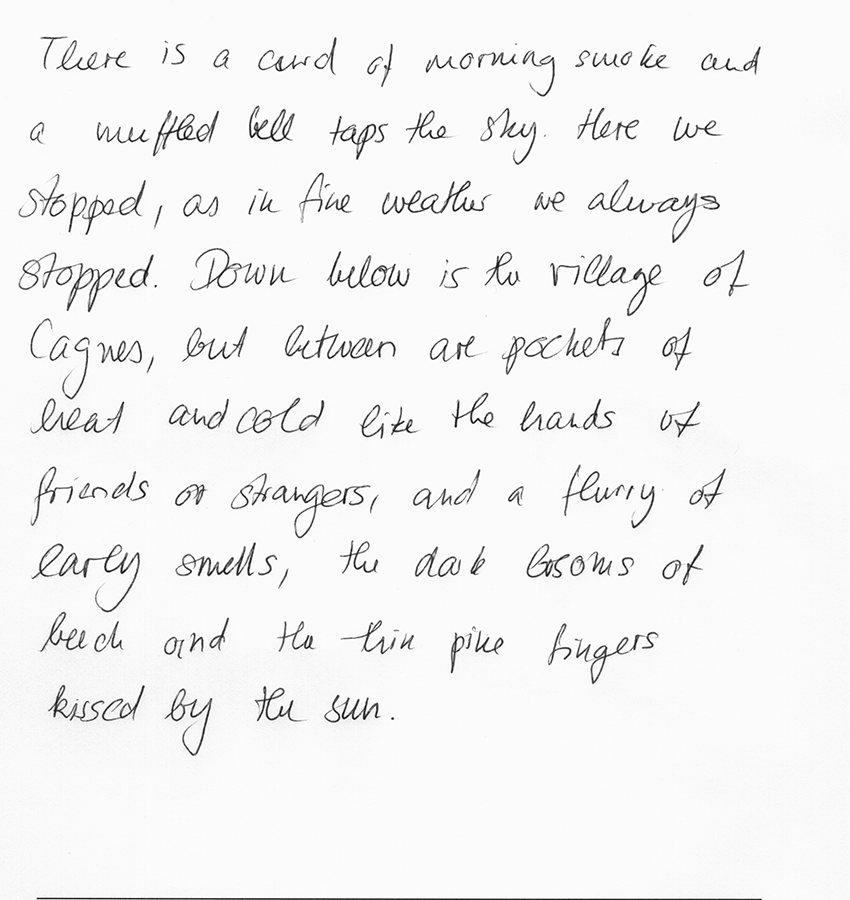 There is a card of morning smoke and
a muffled bell taps the sky. Here we
stopped, as in fine weather we always
stopped. Down below is the village of
Cagnes, but between are pockets of
heat and cold like the hands of
friends or strangers, and a flurry of
early smells, the dark bosoms of
beech and the thin pine fingers
kissed by the sun.